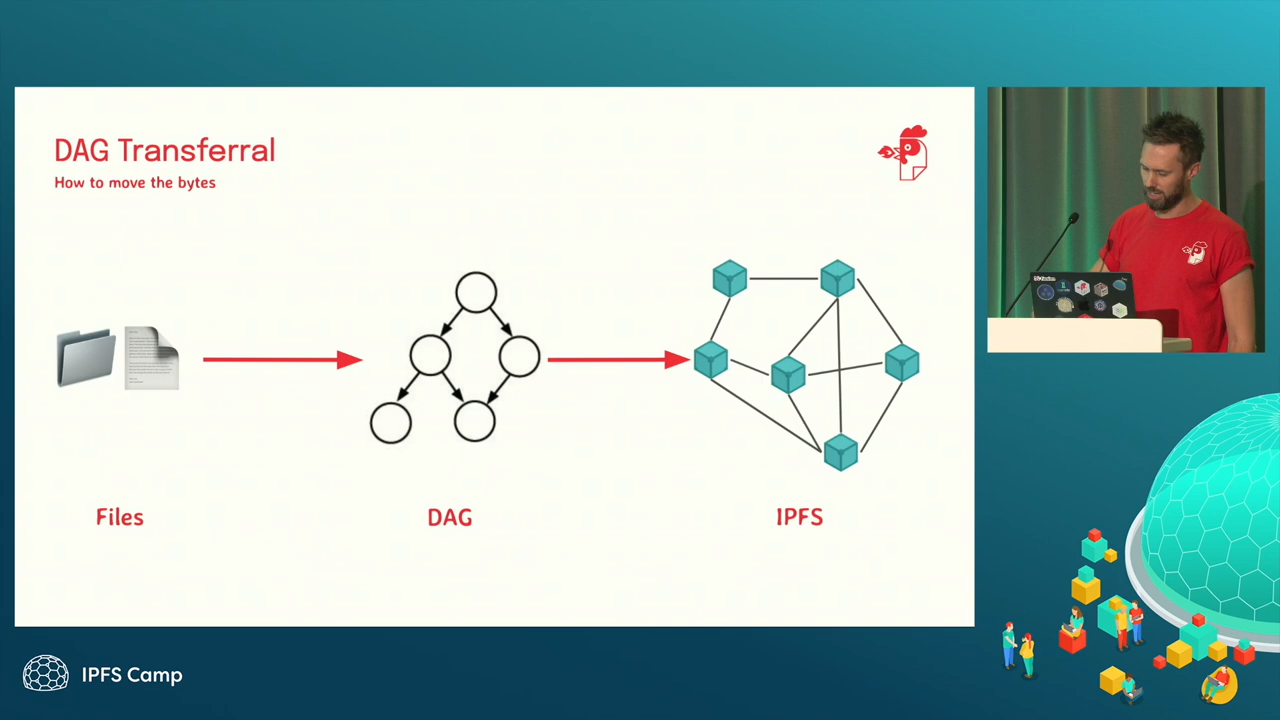 DAG Transferral
How to move the bytes
Files
DAG
IPFS
IPFS Camp